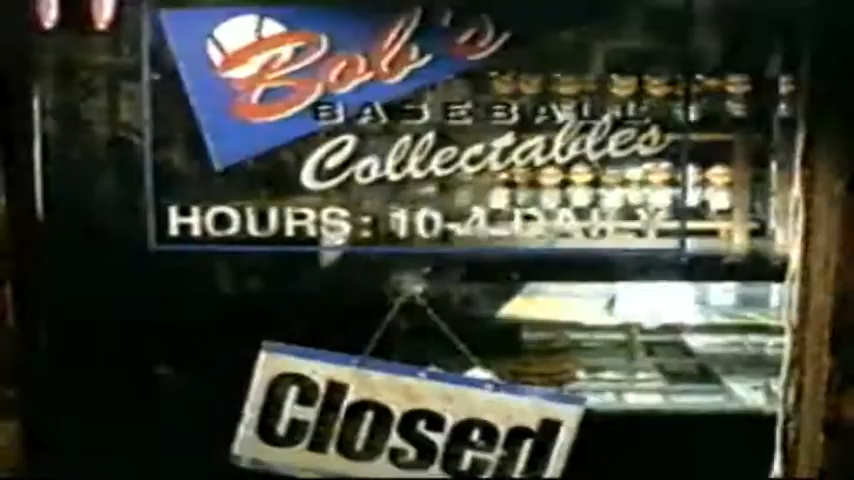 Bob's
BASEBALL
Collectables
HOURS: 10-4 DAILY
Closed